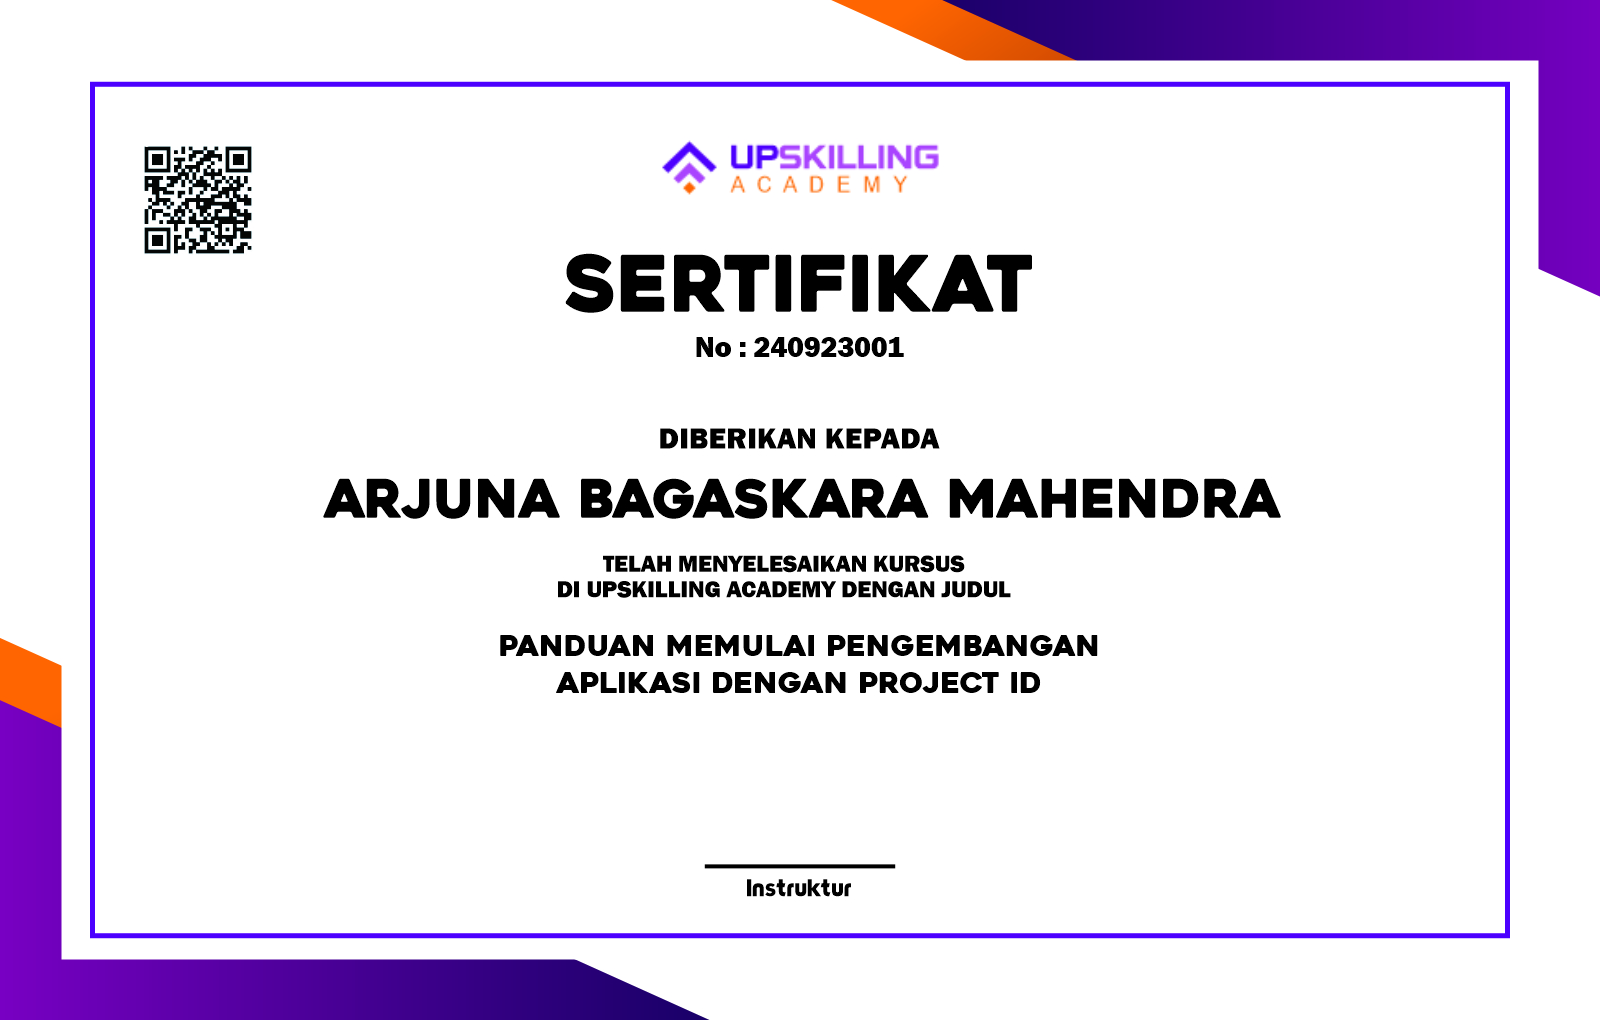 UPSKILLING
ACADEMY
SERTIFIKAT
No : 240923001
DIBERIKAN KEPADA
ARJUNA BAGASKARA MAHENDRA
TELAH MENYELESAIKAN KURSUS
DI UPSKILLING ACADEMY DENGAN JUDUL
PANDUAN MEMULAI PENGEMBANGAN
APLIKASI DENGAN PROJECT ID
Instruktur